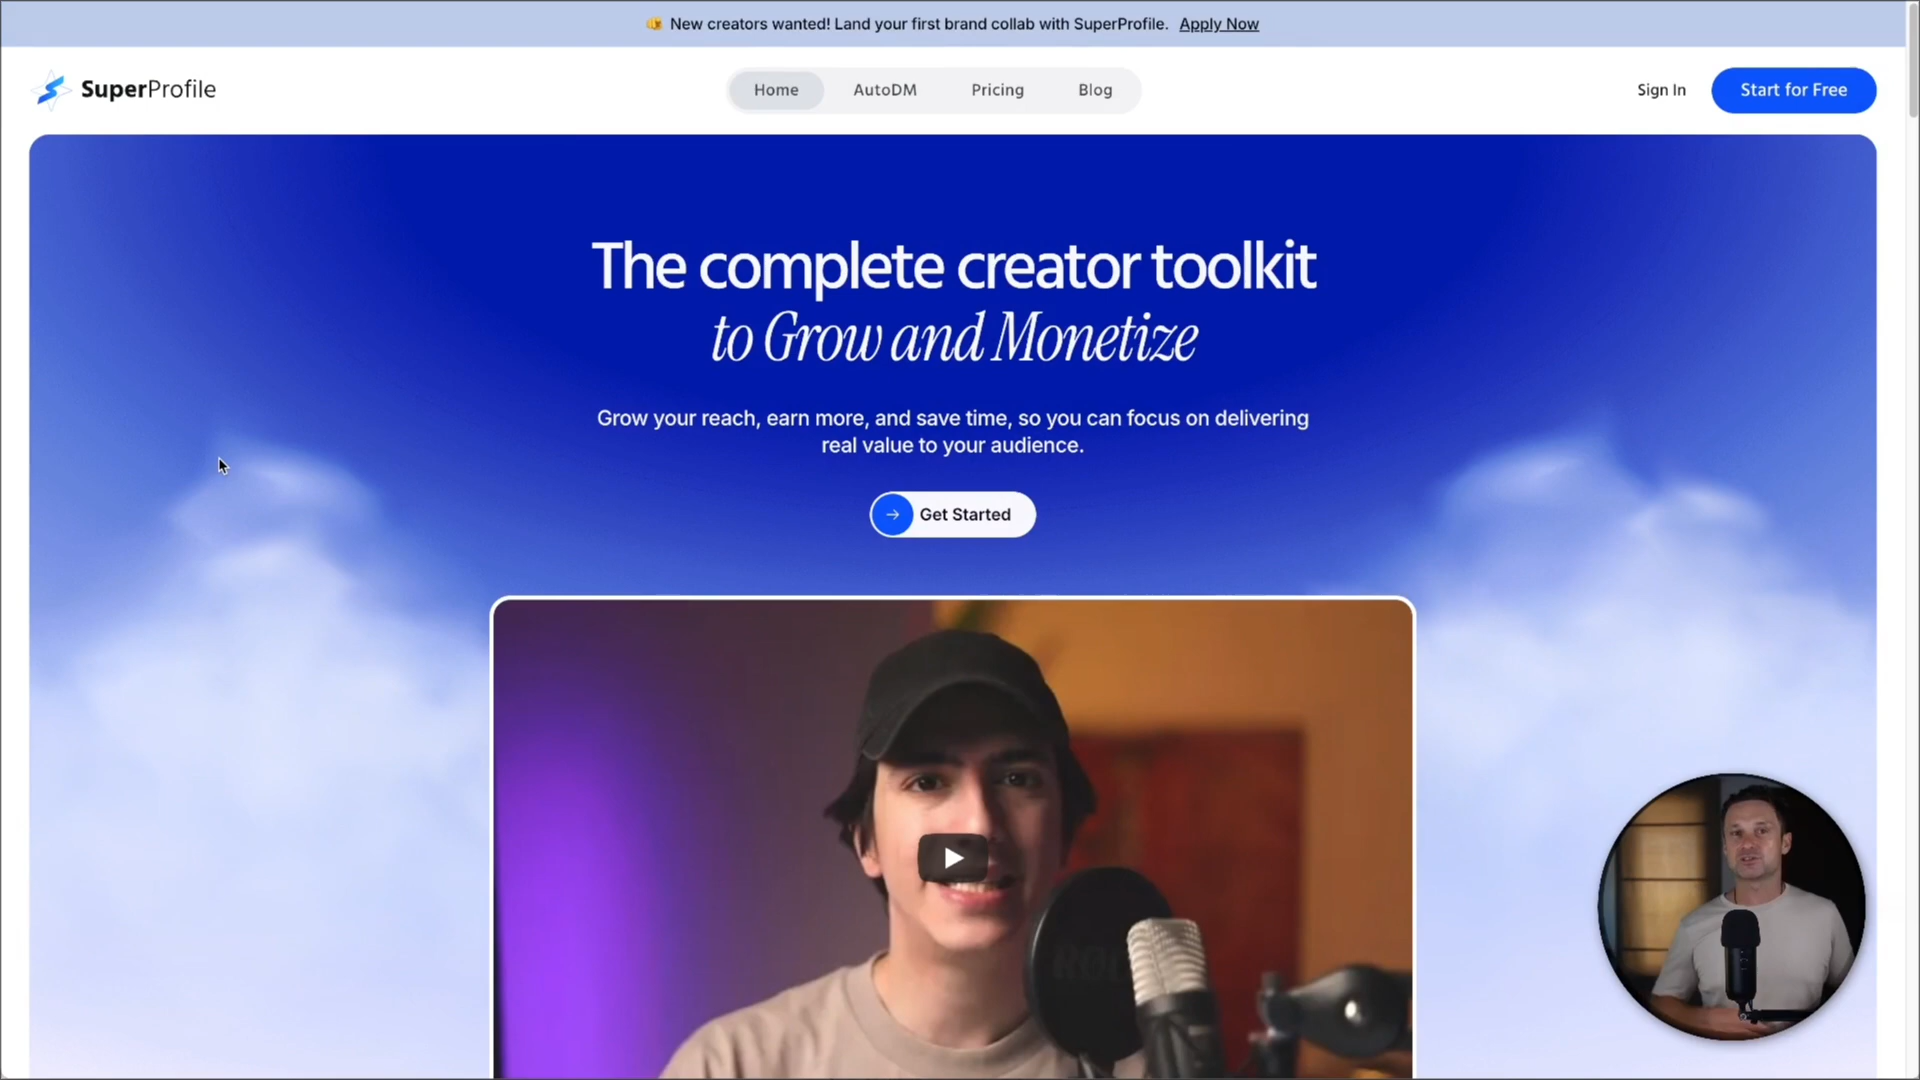 New creators wanted! Land your first brand collab with SuperProfile. Apply Now
SuperProfile
Home
AutoDM
Pricing
Blog
Sign In
Start for Free
The complete creator toolkit
to Grow and Monetize
Grow your reach, earn more, and save time, so you can focus on delivering
real value to your audience.
Get Started